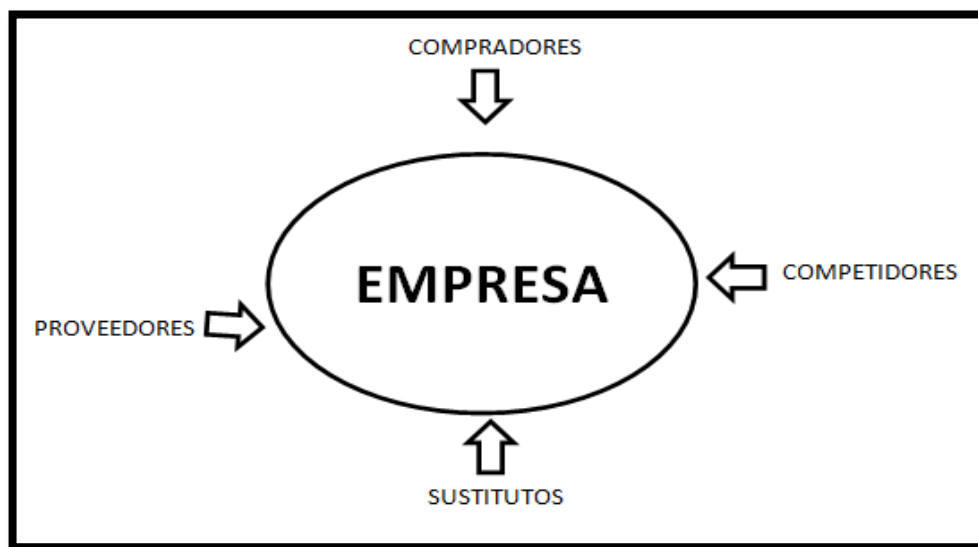 COMPRADORES
EMPRESA
COMPETIDORES
PROVEEDORES
SUSTITUTOS